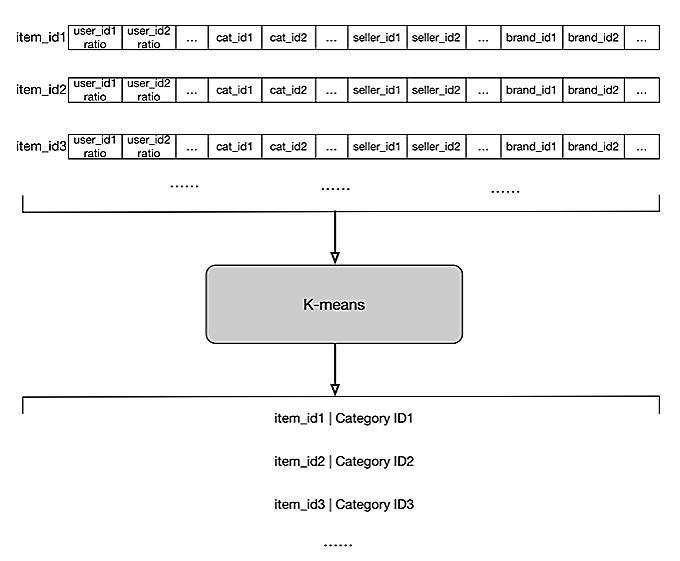 item_id1 user_id1 ratio user_id2 ratio ... cat_id1 cat_id2 ... seller_id1 seller_id2 ... brand_id1 brand_id2 ...
item_id2 user_id1 ratio user_id2 ratio ... cat_id1 cat_id2 ... seller_id1 seller_id2 ... brand_id1 brand_id2 ...
item_id3 user_id1 ratio user_id2 ratio ... cat_id1 cat_id2 ... seller_id1 seller_id2 ... brand_id1 brand_id2 ...
...... ...... ......
K-means
item_id1 | Category ID1
item_id2 | Category ID2
item_id3 | Category ID3
......